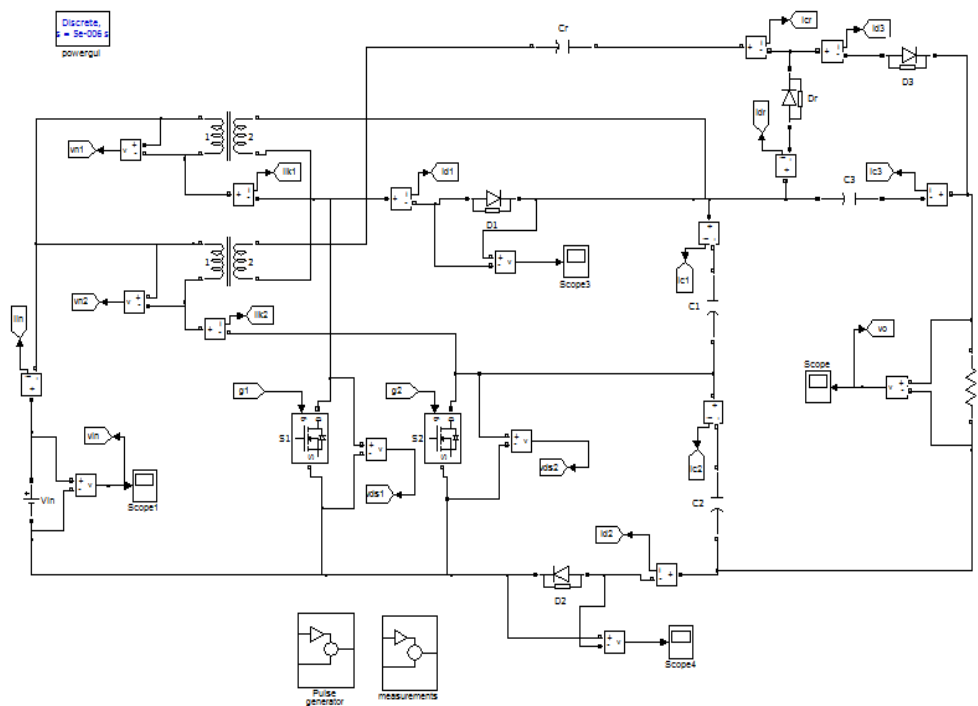 Discrete,
s = 5e-006 s
powergui
Cr
Icr
Id3
D3
Dr
Idr
vn1
1
2
Ilk1
Id1
D1
C3
Ic3
Scope3
Ic1
C1
1
2
vn2
Ilk2
Iin
g1
S1
g2
S2
vds1
vds2
vin
Scope1
Vin
Scope
vo
Ic2
C2
Id2
D2
Scope4
Pulse
generator
measurements